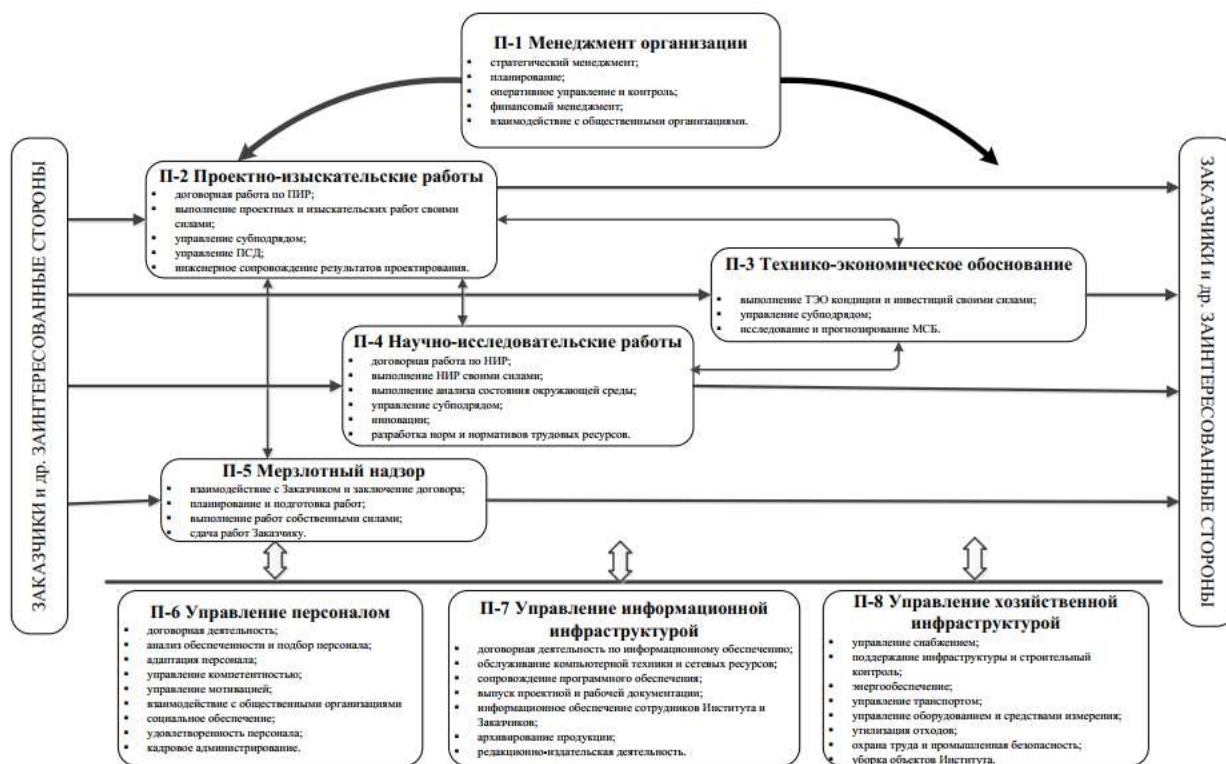 П-1 Менеджмент организации
▪ стратегический менеджмент;
▪ планирование;
▪ оперативное управление и контроль;
▪ финансовый менеджмент;
▪ взаимодействие с общественными организациями.
ЗАКАЗЧИКИ и др. ЗАИНТЕРЕСОВАННЫЕ СТОРОНЫ
П-2 Проектно-изыскательские работы
▪ договорная работа по ПИР;
▪ выполнение проектных и изыскательских работ своими
силами;
▪ управление субподрядом;
▪ управление ПСД;
▪ инженерное сопровождение результатов проектирования.
П-3 Технико-экономическое обоснование
▪ выполнение ТЭО кондиции и инвестиций своими силами;
▪ управление субподрядом;
▪ исследование и прогнозирование МСБ.
П-4 Научно-исследовательские работы
▪ договорная работа по НИР;
▪ выполнение НИР своими силами;
▪ выполнение анализа состояния окружающей среды;
▪ управление субподрядом;
▪ инновации;
▪ разработка норм и нормативов трудовых ресурсов.
П-5 Мерзлотный надзор
▪ взаимодействие с Заказчиком и заключение договора;
▪ планирование и подготовка работ;
▪ выполнение работ собственными силами;
▪ сдача работ Заказчику.
ЗАКАЗЧИКИ и др. ЗАИНТЕРЕСОВАННЫЕ СТОРОНЫ
П-6 Управление персоналом
▪ договорная деятельность;
▪ анализ обеспеченности и подбор персонала;
▪ адаптация персонала;
▪ управление компетентностью;
▪ управление мотивацией;
▪ взаимодействие с общественными организациями
▪ социальное обеспечение;
▪ удовлетворенность персонала;
▪ кадровое администрирование.
П-7 Управление информационной
инфраструктурой
▪ договорная деятельность по информационному обеспечению;
▪ обслуживание компьютерной техники и сетевых ресурсов;
▪ сопровождение программного обеспечения;
▪ выпуск проектной и рабочей документации;
▪ информационное обеспечение сотрудников Института и
Заказчиков;
▪ архивирование продукции;
▪ редакционно-издательская деятельность.
П-8 Управление хозяйственной
инфраструктурой
▪ управление снабжением;
▪ поддержание инфраструктуры и строительный
контроль;
▪ энергообеспечение;
▪ управление транспортом;
▪ управление оборудованием и средствами измерения;
▪ утилизация отходов;
▪ охрана труда и промышленная безопасность;
▪ уборка объектов Института.